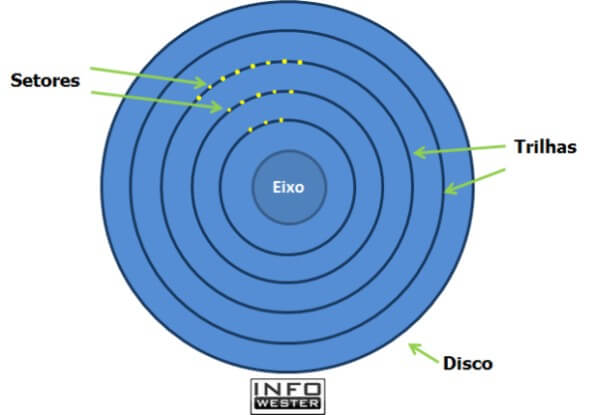 Setores
Trilhas
Eixo
Disco
INFO
WESTER